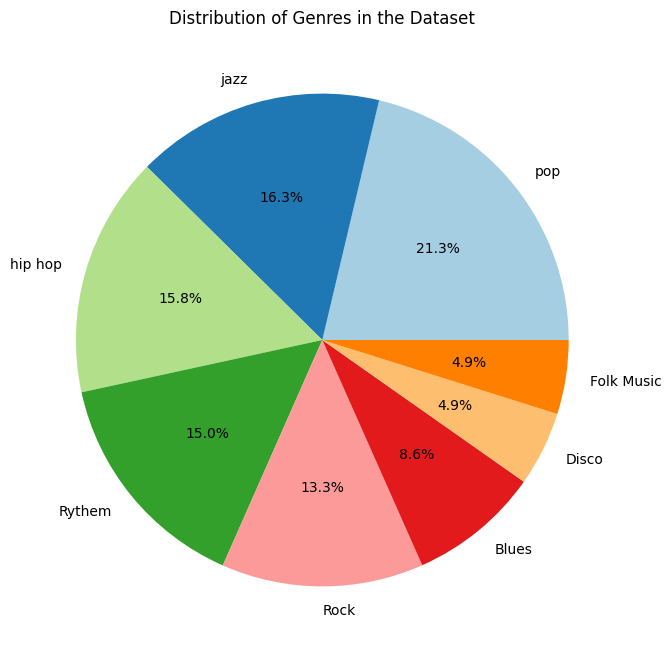 Distribution of Genres in the Dataset
jazz
pop
16.3%
21.3%
hip hop
15.8%
4.9%
Folk Music
4.9%
15.0%
Disco
8.6%
13.3%
Rythem
Blues
Rock